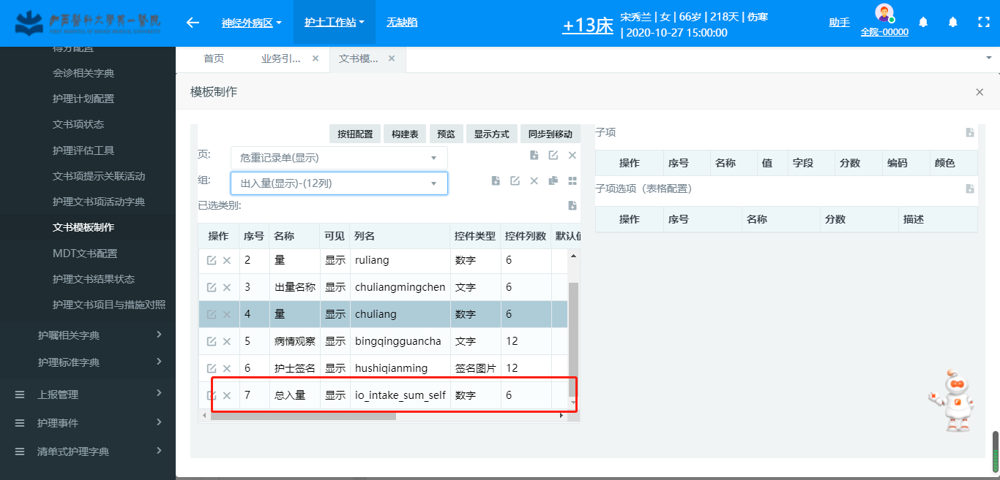 神经外病区
护士工作站
无缺陷
+13床
宋秀兰 | 女 | 66岁 | 218天 | 伤寒
| 2020-10-27 15:00:00
助手
全院-00000
得分配置
会诊相关字典
护理计划配置
文书项状态
护理评估工具
文书项提示关联活动
护理文书项活动字典
文书模板制作
MDT文书配置
护理文书结果状态
护理文书项目与措施对照
护嘱相关字典
护理标准字典
上报管理
护理事件
清单式护理字典
首页 业务引... 文书模...
模板制作
按钮配置 构建表 预览 显示方式 同步到移动
页: 危重记录单(显示)
组: 出入量(显示)-(12列)
已选类别:
操作 序号 名称 可见 列名 控件类型 控件列数 默认值
2 量 显示 ruliang 数字 6
3 出量名称 显示 chuliangmingchen 文字 6
4 量 显示 chuliang 数字 6
5 病情观察 显示 bingqingguancha 文字 12
6 护士签名 显示 hushiqianming 签名图片 12
7 总入量 显示 io_intake_sum_self 数字 6
子项
操作 序号 名称 值 字段 分数 编码 颜色
子项选项（表格配置）
操作 序号 名称 分数 描述